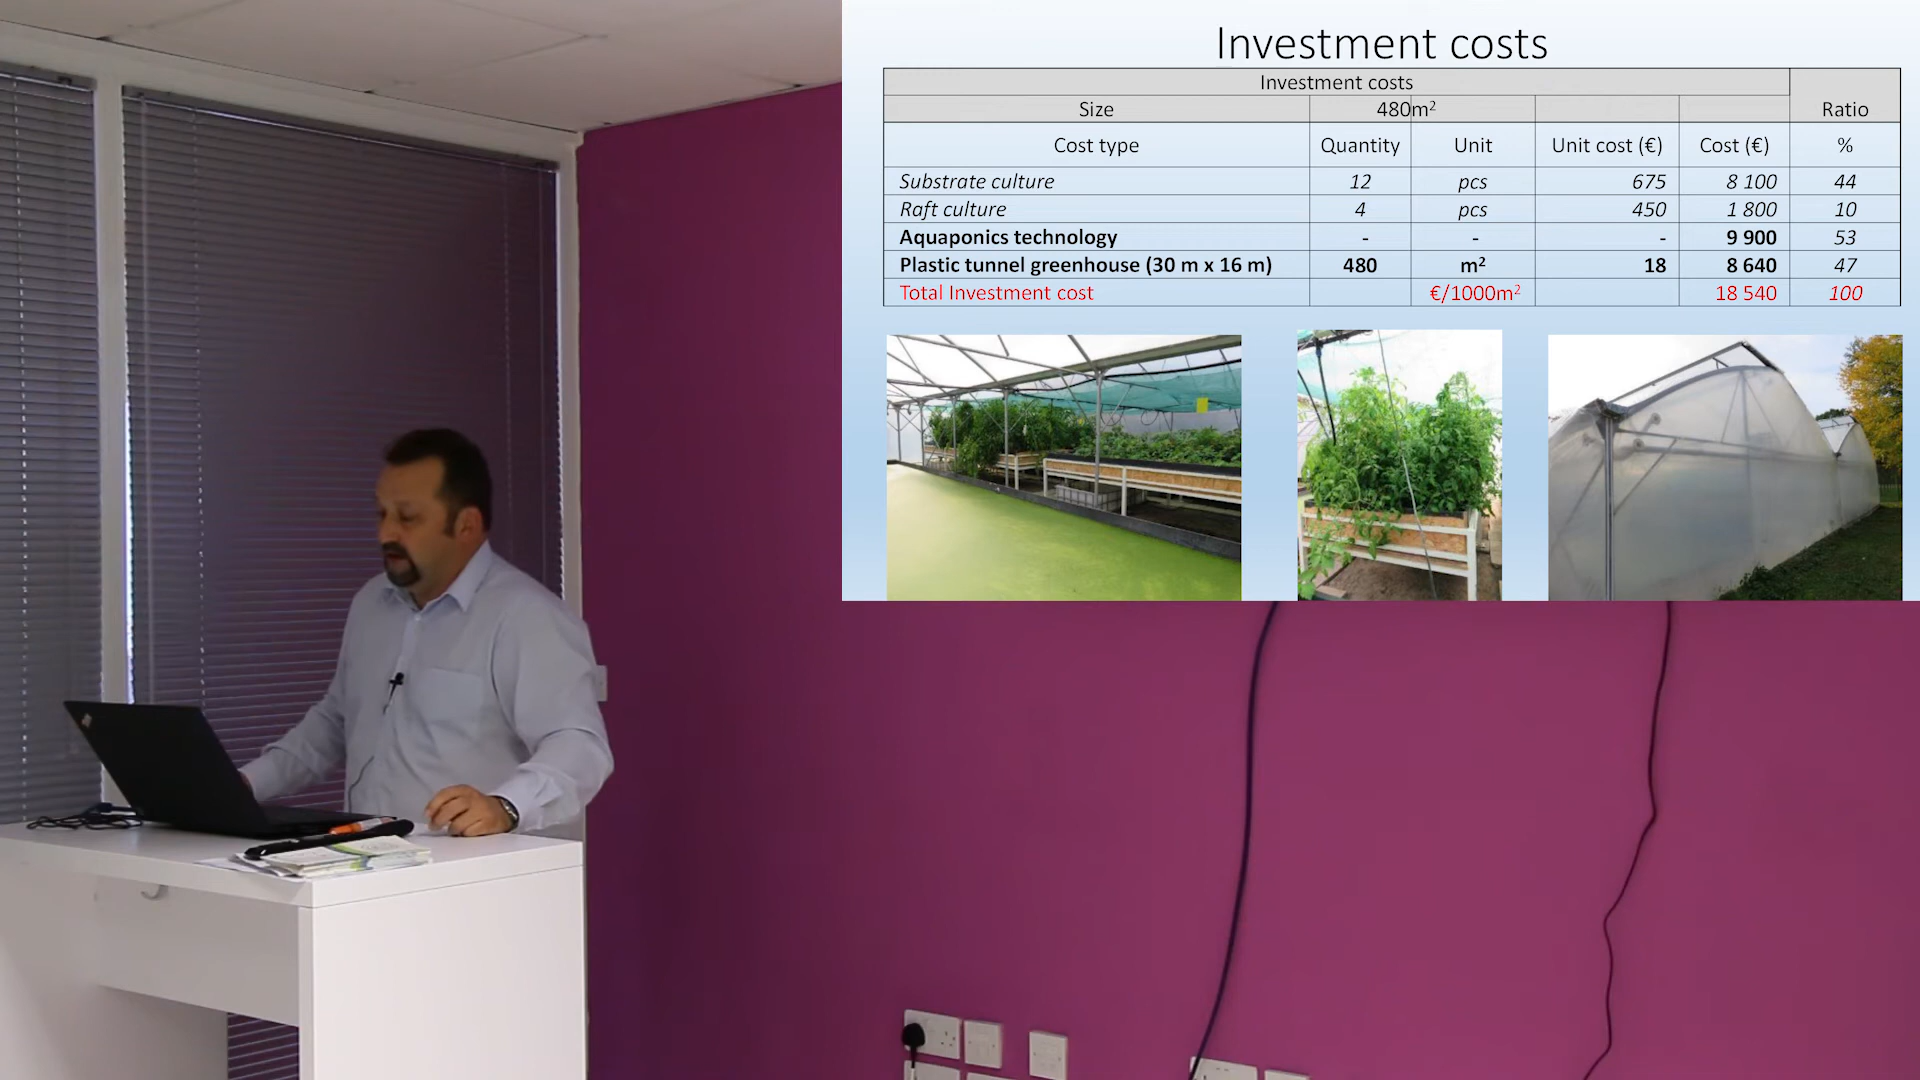 Investment costs
Investment costs
Size 480m² Ratio
Cost type Quantity Unit Unit cost (€) Cost (€) %
Substrate culture 12 pcs 675 8 100 44
Raft culture 4 pcs 450 1 800 10
Aquaponics technology - - - 9 900 53
Plastic tunnel greenhouse (30 m x 16 m) 480 m² 18 8 640 47
Total Investment cost €/1000m² 18 540 100